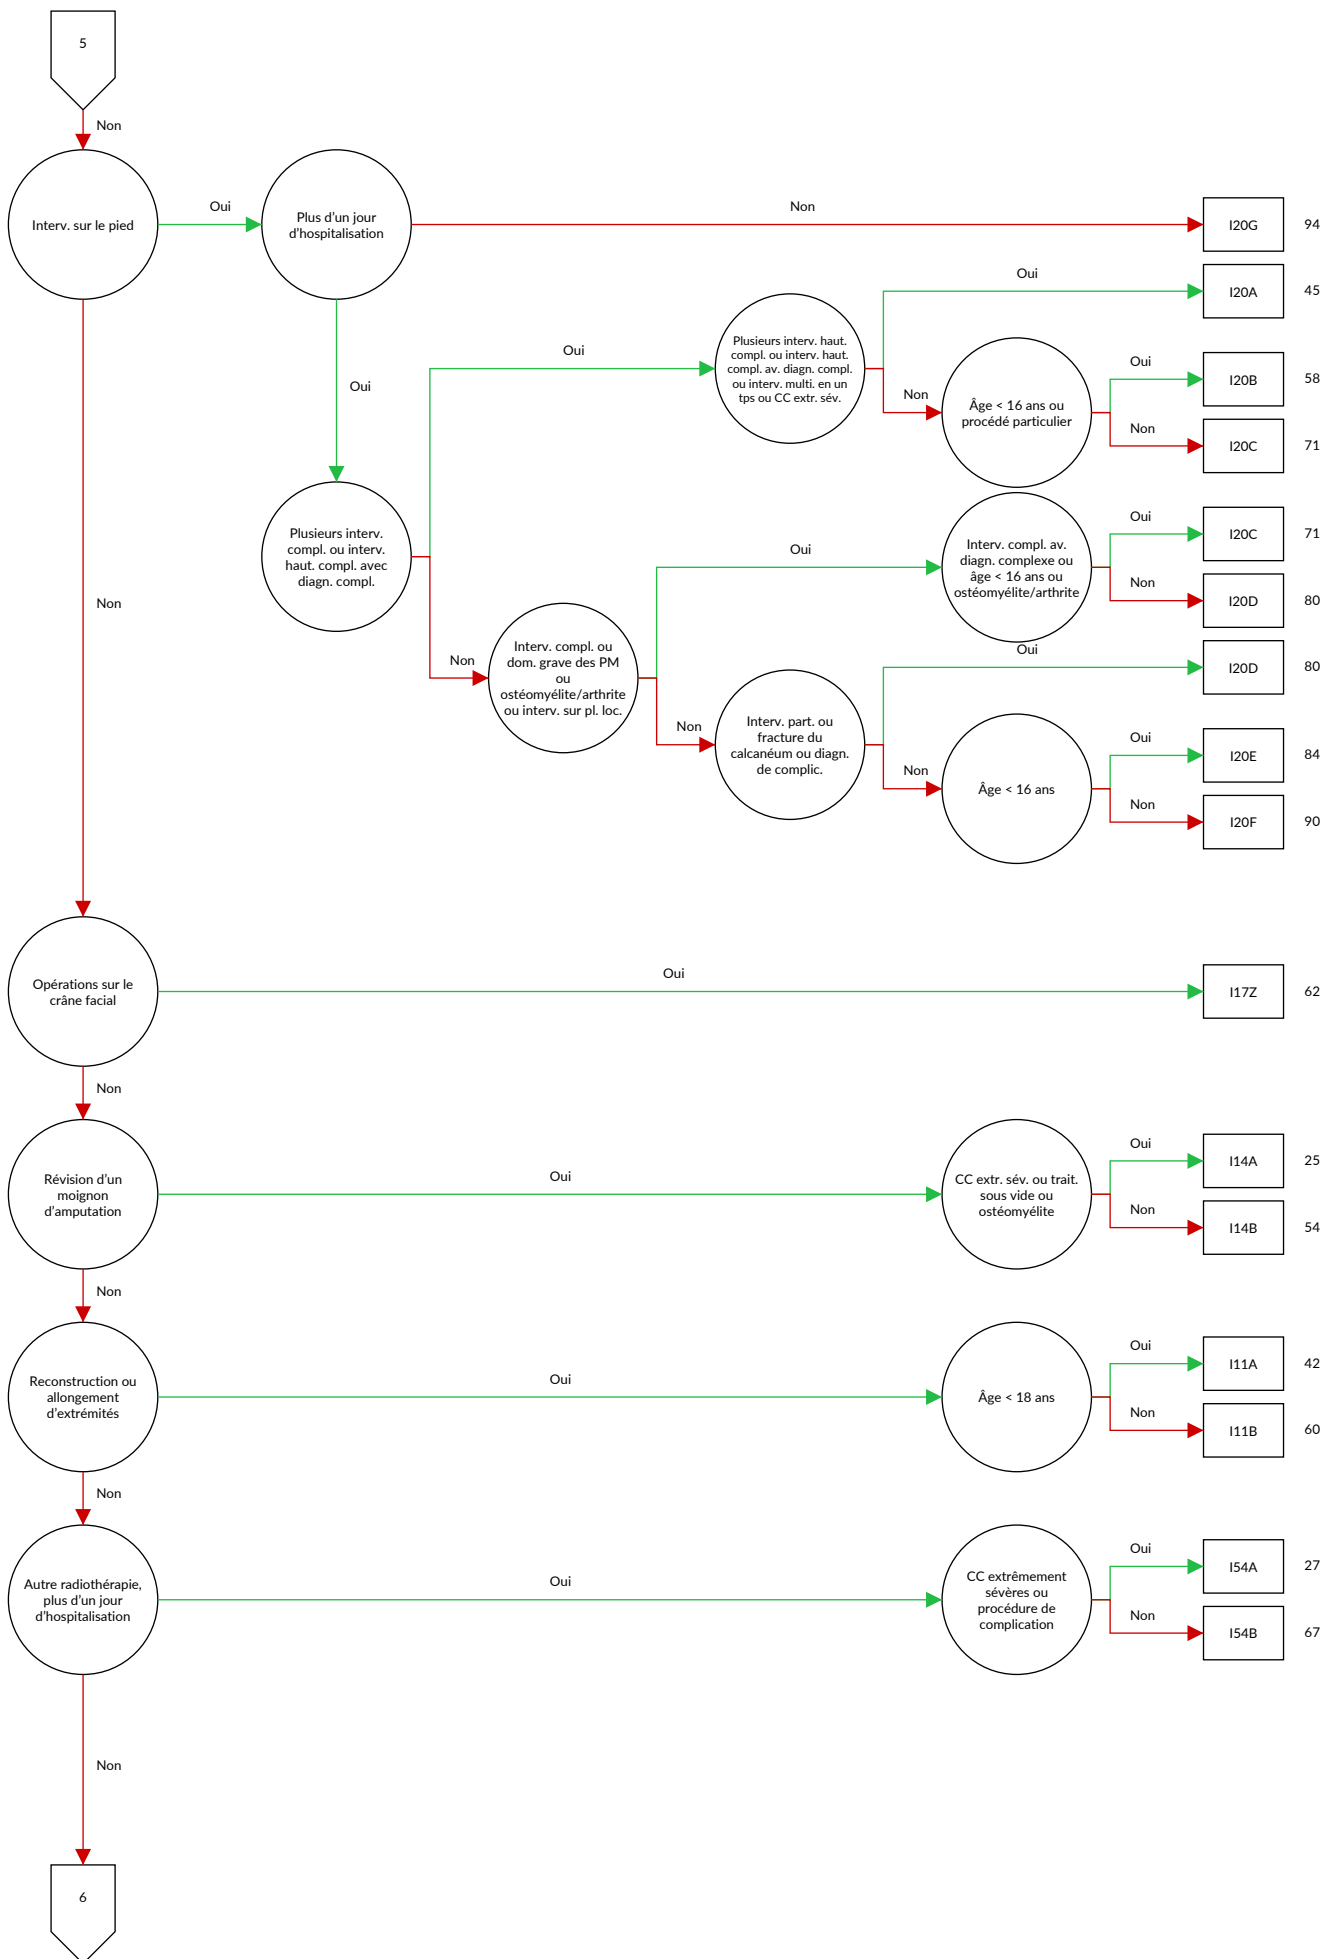 5
Non
Interv. sur le pied
Oui
Plus d'un jour
d'hospitalisation
Non
I20G
94
Oui
I20A
45
Oui
Plusieurs interv. haut.
compl. ou interv. haut.
compl. av. diagn. compl.
ou interv. multi. en un
tps ou CC extr. sév.
Non
Âge < 16 ans ou
procédé particulier
Oui
I20B
58
Non
I20C
71
Oui
Plusieurs interv.
compl. ou interv.
haut. compl. avec
diagn. compl.
Non
Interv. compl. ou
dom. grave des PM
ou
ostéomyélite/arthrite
ou interv. sur pl. loc.
Oui
Interv. compl. av.
diagn. complexe ou
âge < 16 ans ou
ostéomyélite/arthrite
Oui
I20C
71
Non
I20D
80
Non
Interv. part. ou
fracture du
calcanéum ou diagn.
de complic.
Oui
I20D
80
Non
Âge < 16 ans
Oui
I20E
84
Non
I20F
90
Non
Opérations sur le
crâne facial
Oui
I17Z
62
Non
Révision d'un
moignon
d'amputation
Oui
CC extr. sév. ou trait.
sous vide ou
ostéomyélite
Oui
I14A
25
Non
I14B
54
Non
Reconstruction ou
allongement
d'extrémités
Oui
Âge < 18 ans
Oui
I11A
42
Non
I11B
60
Non
Autre radiothérapie,
plus d'un jour
d'hospitalisation
Oui
CC extrêmement
sévères ou
procédure de
complication
Oui
I54A
27
Non
I54B
67
Non
6